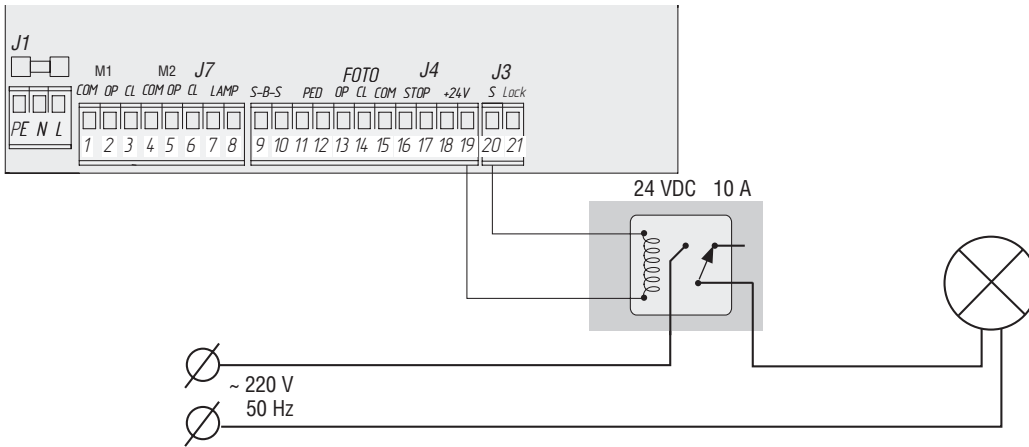 J1
M1 M2 J7 FOTO J4 J3
COM OP CL COM OP CL LAMP S-B-S PED OP CL COM STOP +24V S Lock
PE N L
1 2 3 4 5 6 7 8 9 10 11 12 13 14 15 16 17 18 19 20 21
24 VDC 10 A
~ 220 V
50 Hz